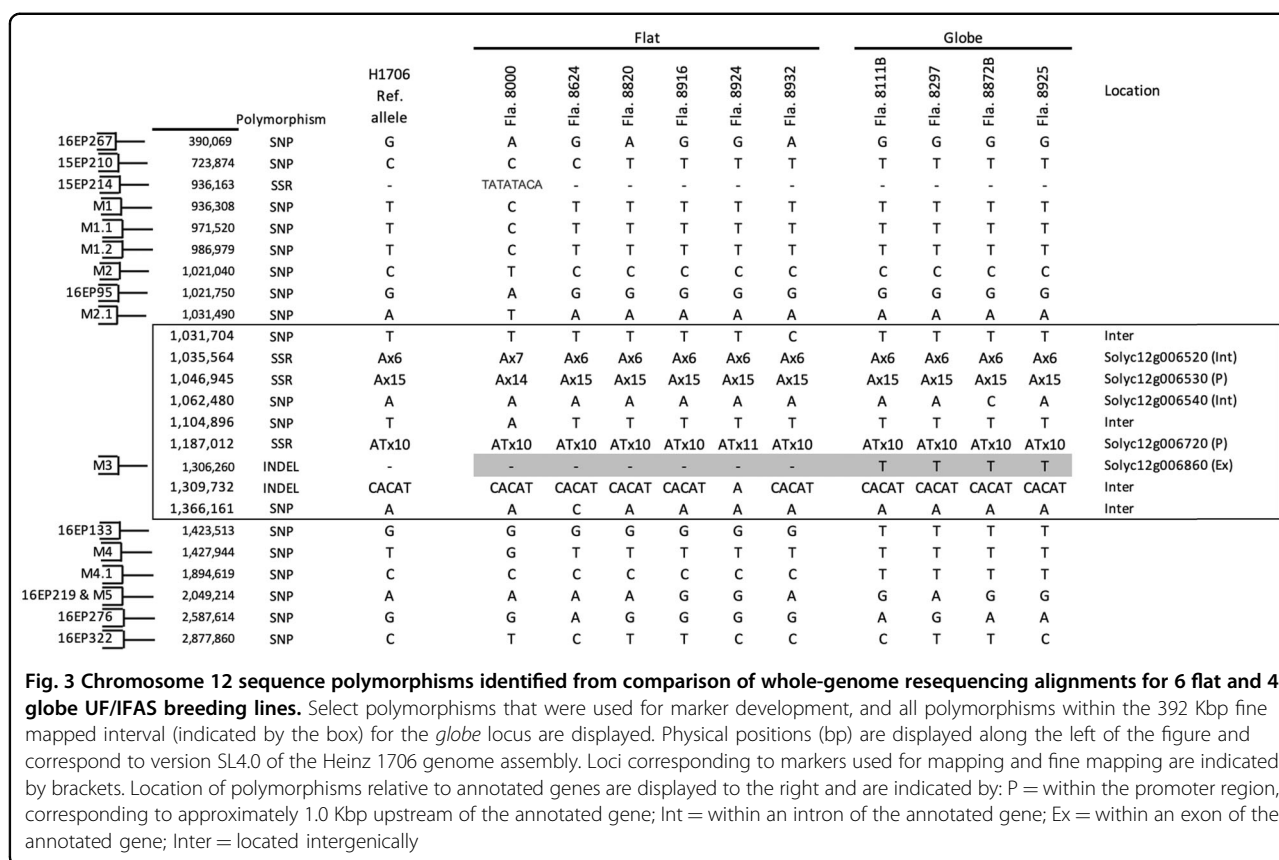 Flat Globe
H1706 Ref. allele Fla. 8000 Fla. 8624 Fla. 8820 Fla. 8916 Fla. 8924 Fla. 8932 Fla. 8111B Fla. 8297 Fla. 8872B Fla. 8925 Location
Polymorphism
16EP267 390,069 SNP G A G A G G A G G G G
15EP210 723,874 SNP C C C T T T T T T T T
15EP214 936,163 SSR - TATATACA - - - - - - - - -
M1 936,308 SNP T C T T T T T T T T T
M1.1 971,520 SNP T C T T T T T T T T T
M1.2 986,979 SNP T C T T T T T T T T T
M2 1,021,040 SNP C T C C C C C C C C C
16EP95 1,021,750 SNP G A G G G G G G G G G
M2.1 1,031,490 SNP A T A A A A A A A A A
1,031,704 SNP T T T T T T C T T T T Inter
1,035,564 SSR Ax6 Ax7 Ax6 Ax6 Ax6 Ax6 Ax6 Ax6 Ax6 Ax6 Ax6 Solyc12g006520 (Int)
1,046,945 SSR Ax15 Ax14 Ax15 Ax15 Ax15 Ax15 Ax15 Ax15 Ax15 Ax15 Ax15 Solyc12g006530 (P)
1,062,480 SNP A A A A A A A A A C A Solyc12g006540 (Int)
1,104,896 SNP T A T T T T T T T T T Inter
1,187,012 SSR ATx10 ATx10 ATx10 ATx10 ATx10 ATx11 ATx10 ATx10 ATx10 ATx10 ATx10 Solyc12g006720 (P)
M3 1,306,260 INDEL - - - - - - - T T T T Solyc12g006860 (Ex)
1,309,732 INDEL CACAT CACAT CACAT CACAT CACAT A CACAT CACAT CACAT CACAT CACAT Inter
1,366,161 SNP A A C A A A A A A A A Inter
16EP133 1,423,513 SNP G G G G G G G T T T T
M4 1,427,944 SNP T G T T T T T T T T T
M4.1 1,894,619 SNP C C C C C C C T T T T
16EP219 & M5 2,049,214 SNP A A A A G G A G A G G
16EP276 2,587,614 SNP G G A G G G G A G A A
16EP322 2,877,860 SNP C T C T T C C C T T C
Fig. 3 Chromosome 12 sequence polymorphisms identified from comparison of whole-genome resequencing alignments for 6 flat and 4
globe UF/IFAS breeding lines. Select polymorphisms that were used for marker development, and all polymorphisms within the 392 Kbp fine
mapped interval (indicated by the box) for the globe locus are displayed. Physical positions (bp) are displayed along the left of the figure and
correspond to version SL4.0 of the Heinz 1706 genome assembly. Loci corresponding to markers used for mapping and fine mapping are indicated
by brackets. Location of polymorphisms relative to annotated genes are displayed to the right and are indicated by: P = within the promoter region,
corresponding to approximately 1.0 Kbp upstream of the annotated gene; Int = within an intron of the annotated gene; Ex = within an exon of the
annotated gene; Inter = located intergenically